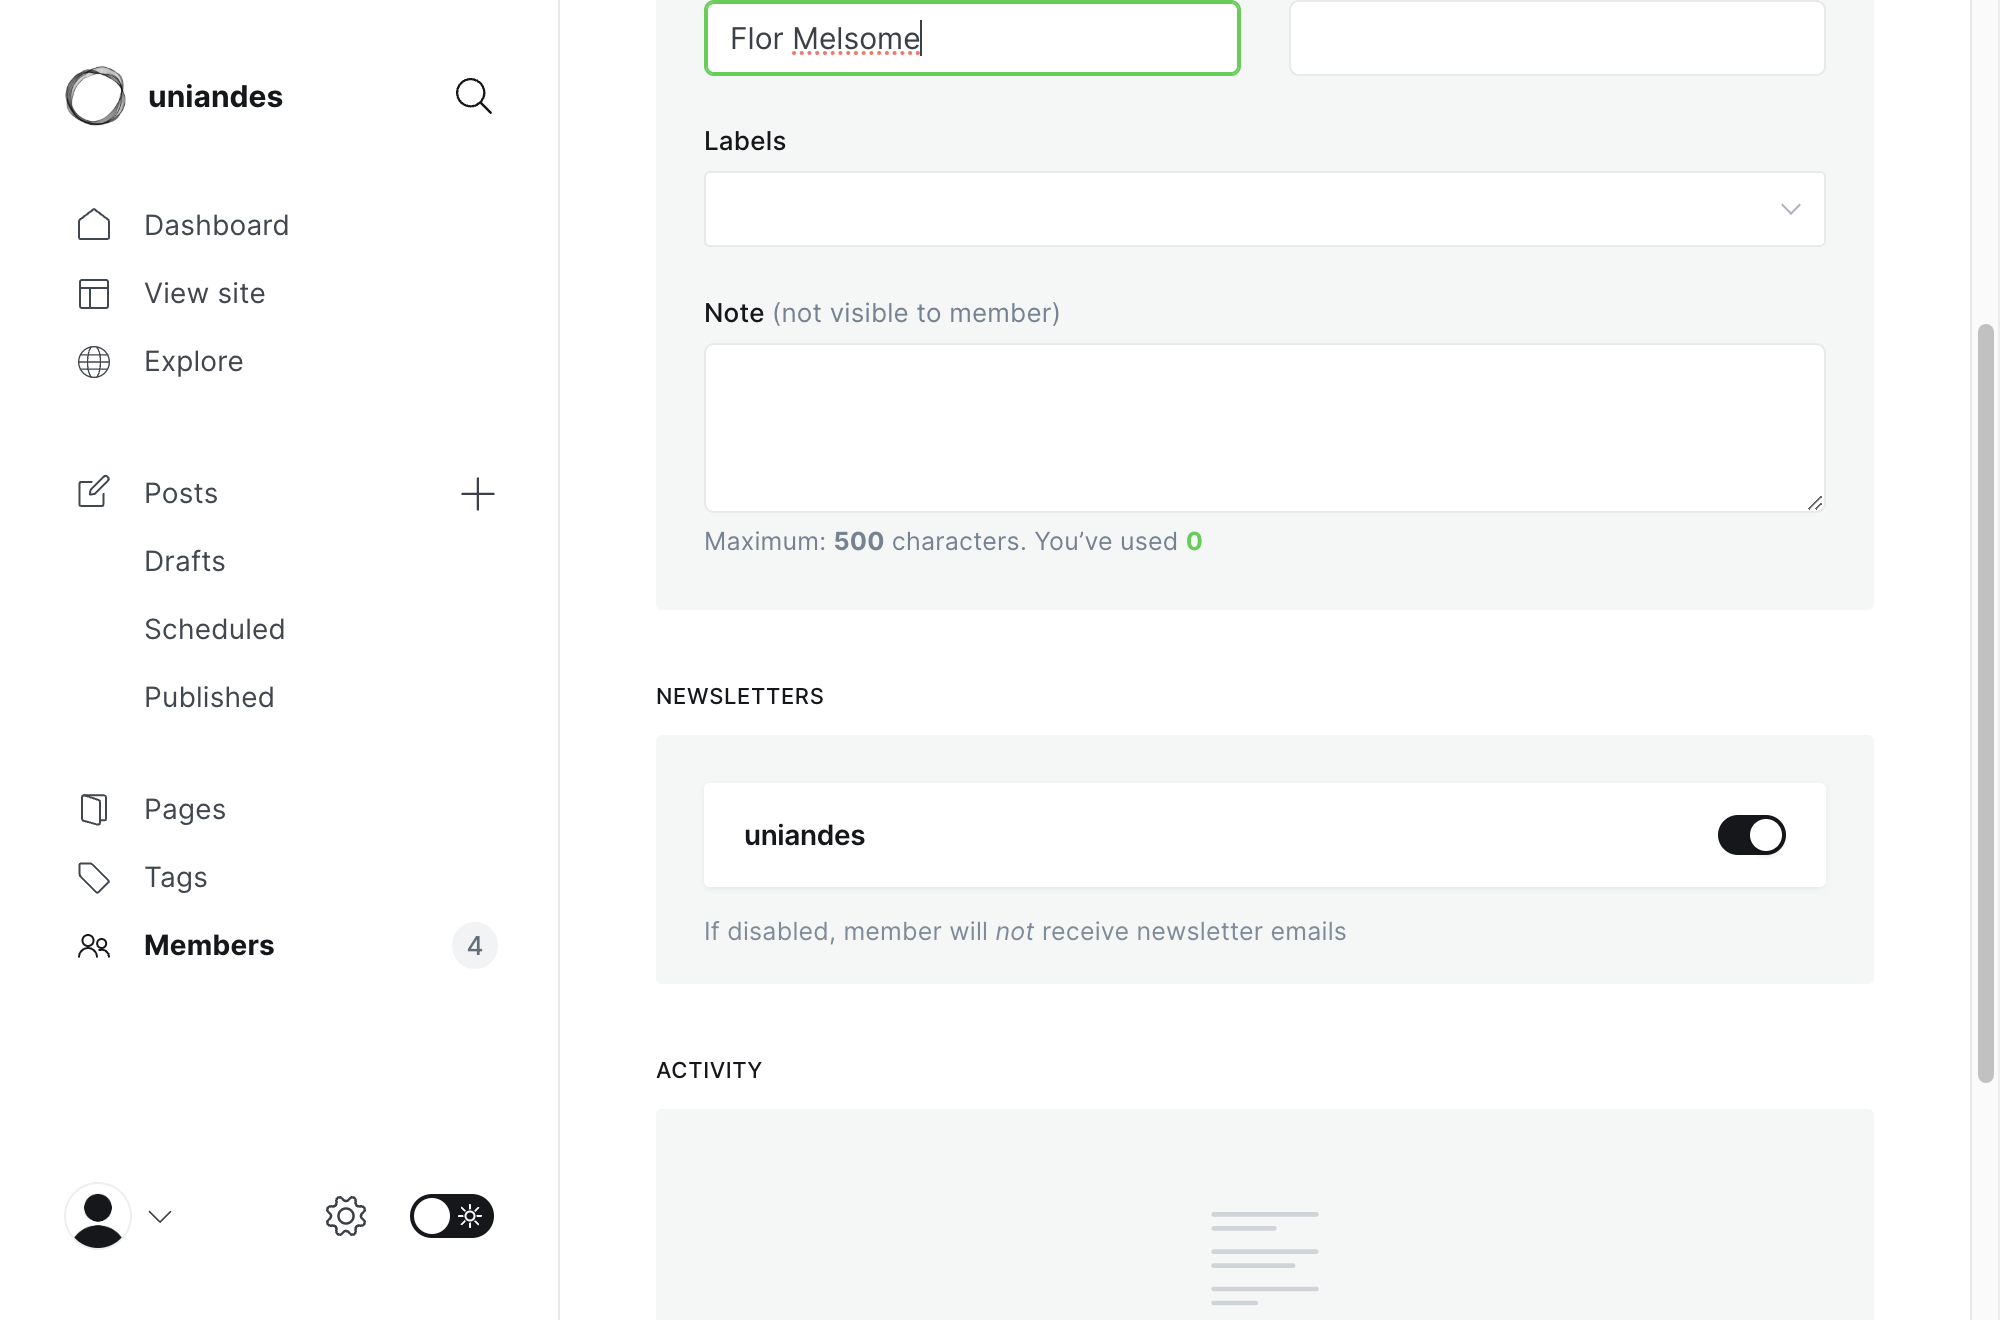 uniandes
Dashboard
View site
Explore
Posts
Drafts
Scheduled
Published
Pages
Tags
Members
4
Flor Melsome
Labels
Note (not visible to member)
Maximum: 500 characters. You’ve used 0
NEWSLETTERS
uniandes
If disabled, member will not receive newsletter emails
ACTIVITY